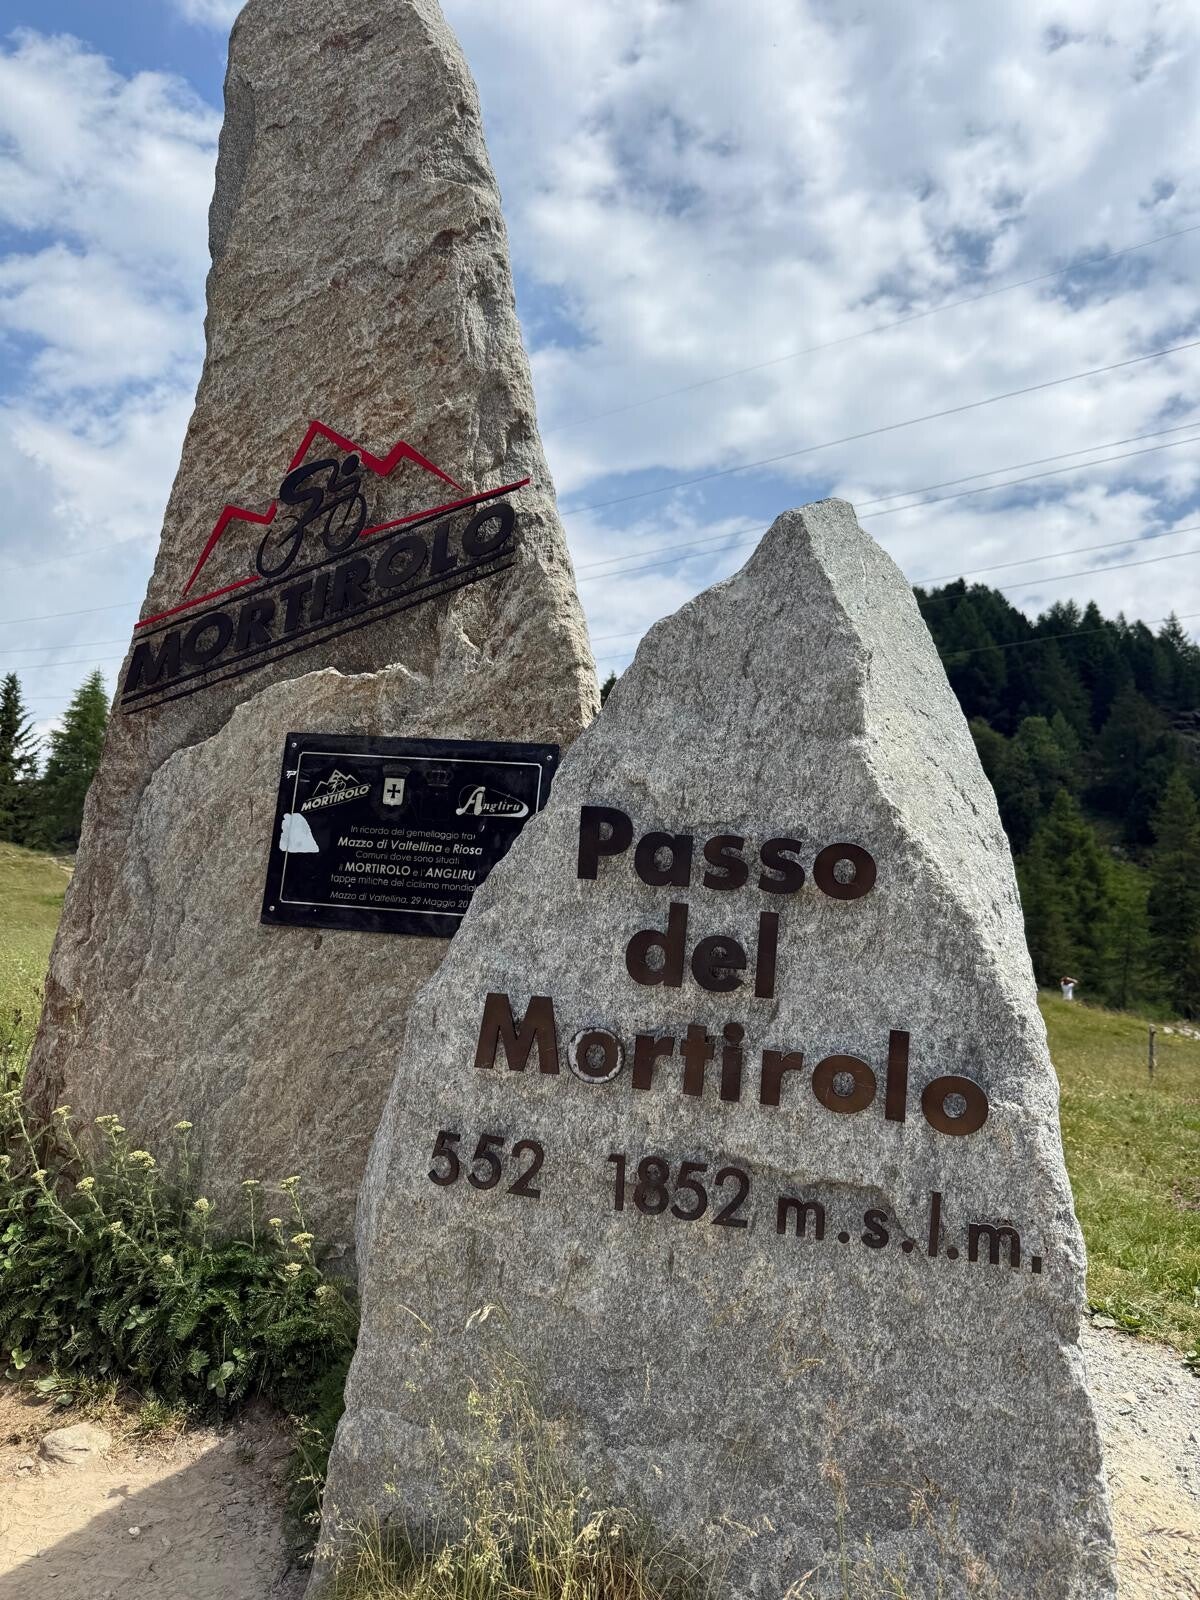 MORTIROLO
MORTIROLO
Angliru
In ricordo del gemellaggio tra
Mazzo di Valtellina e Riosa
Comuni dove sono situati
il MORTIROLO e l'ANGLIRU
tappe mitiche del ciclismo
Mazzo di Valtellina, 29 Maggio
Passo
del
Mortirolo
552 1852 m.s.l.m.